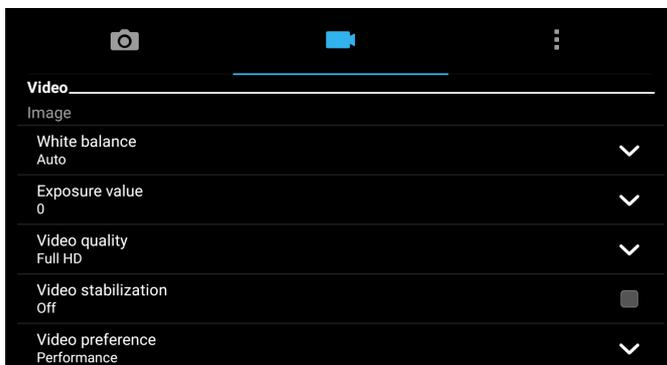 Video
Image
White balance
Auto
Exposure value
0
Video quality
Full HD
Video stabilization
Off
Video preference
Performance